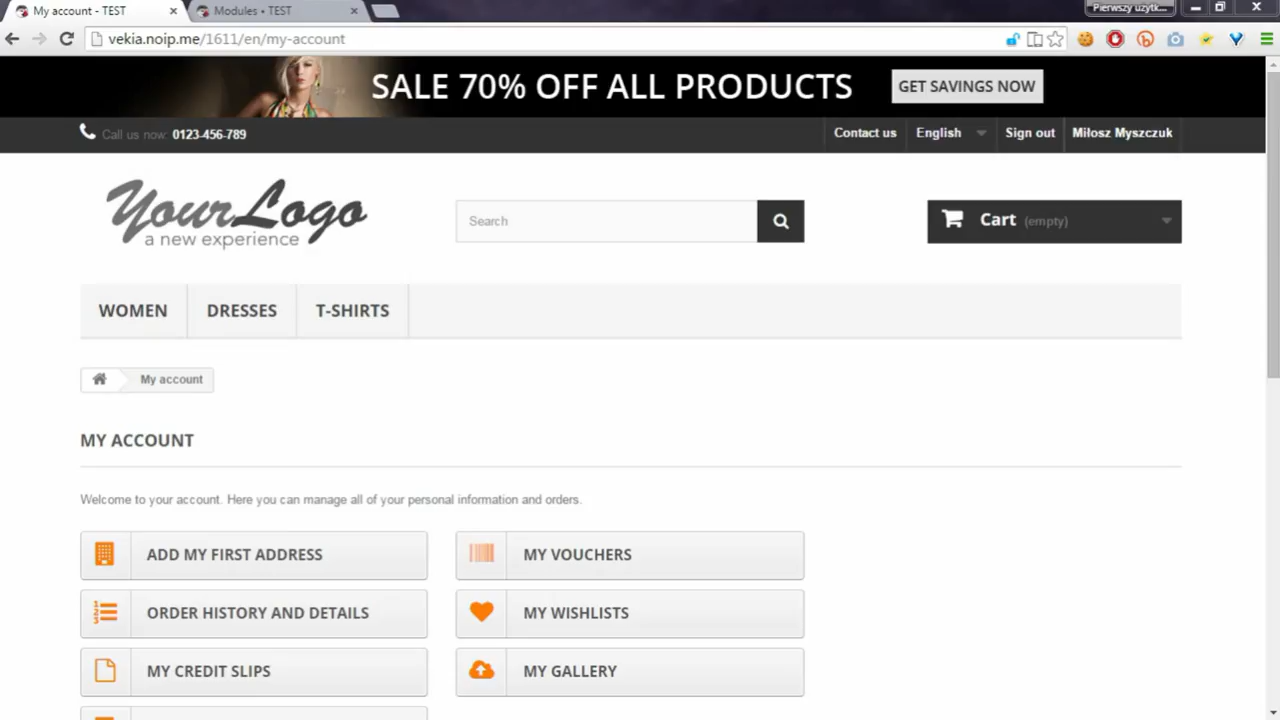 My account - TEST
Modules • TEST
Pierwszy użytk...
vekia.noip.me/1611/en/my-account
SALE 70% OFF ALL PRODUCTS
GET SAVINGS NOW
Call us now: 0123-456-789
Contact us
English
Sign out
Miłosz Myszczuk
YourLogo
a new experience
Search
Cart (empty)
WOMEN
DRESSES
T-SHIRTS
My account
MY ACCOUNT
Welcome to your account. Here you can manage all of your personal information and orders.
ADD MY FIRST ADDRESS
MY VOUCHERS
ORDER HISTORY AND DETAILS
MY WISHLISTS
MY CREDIT SLIPS
MY GALLERY